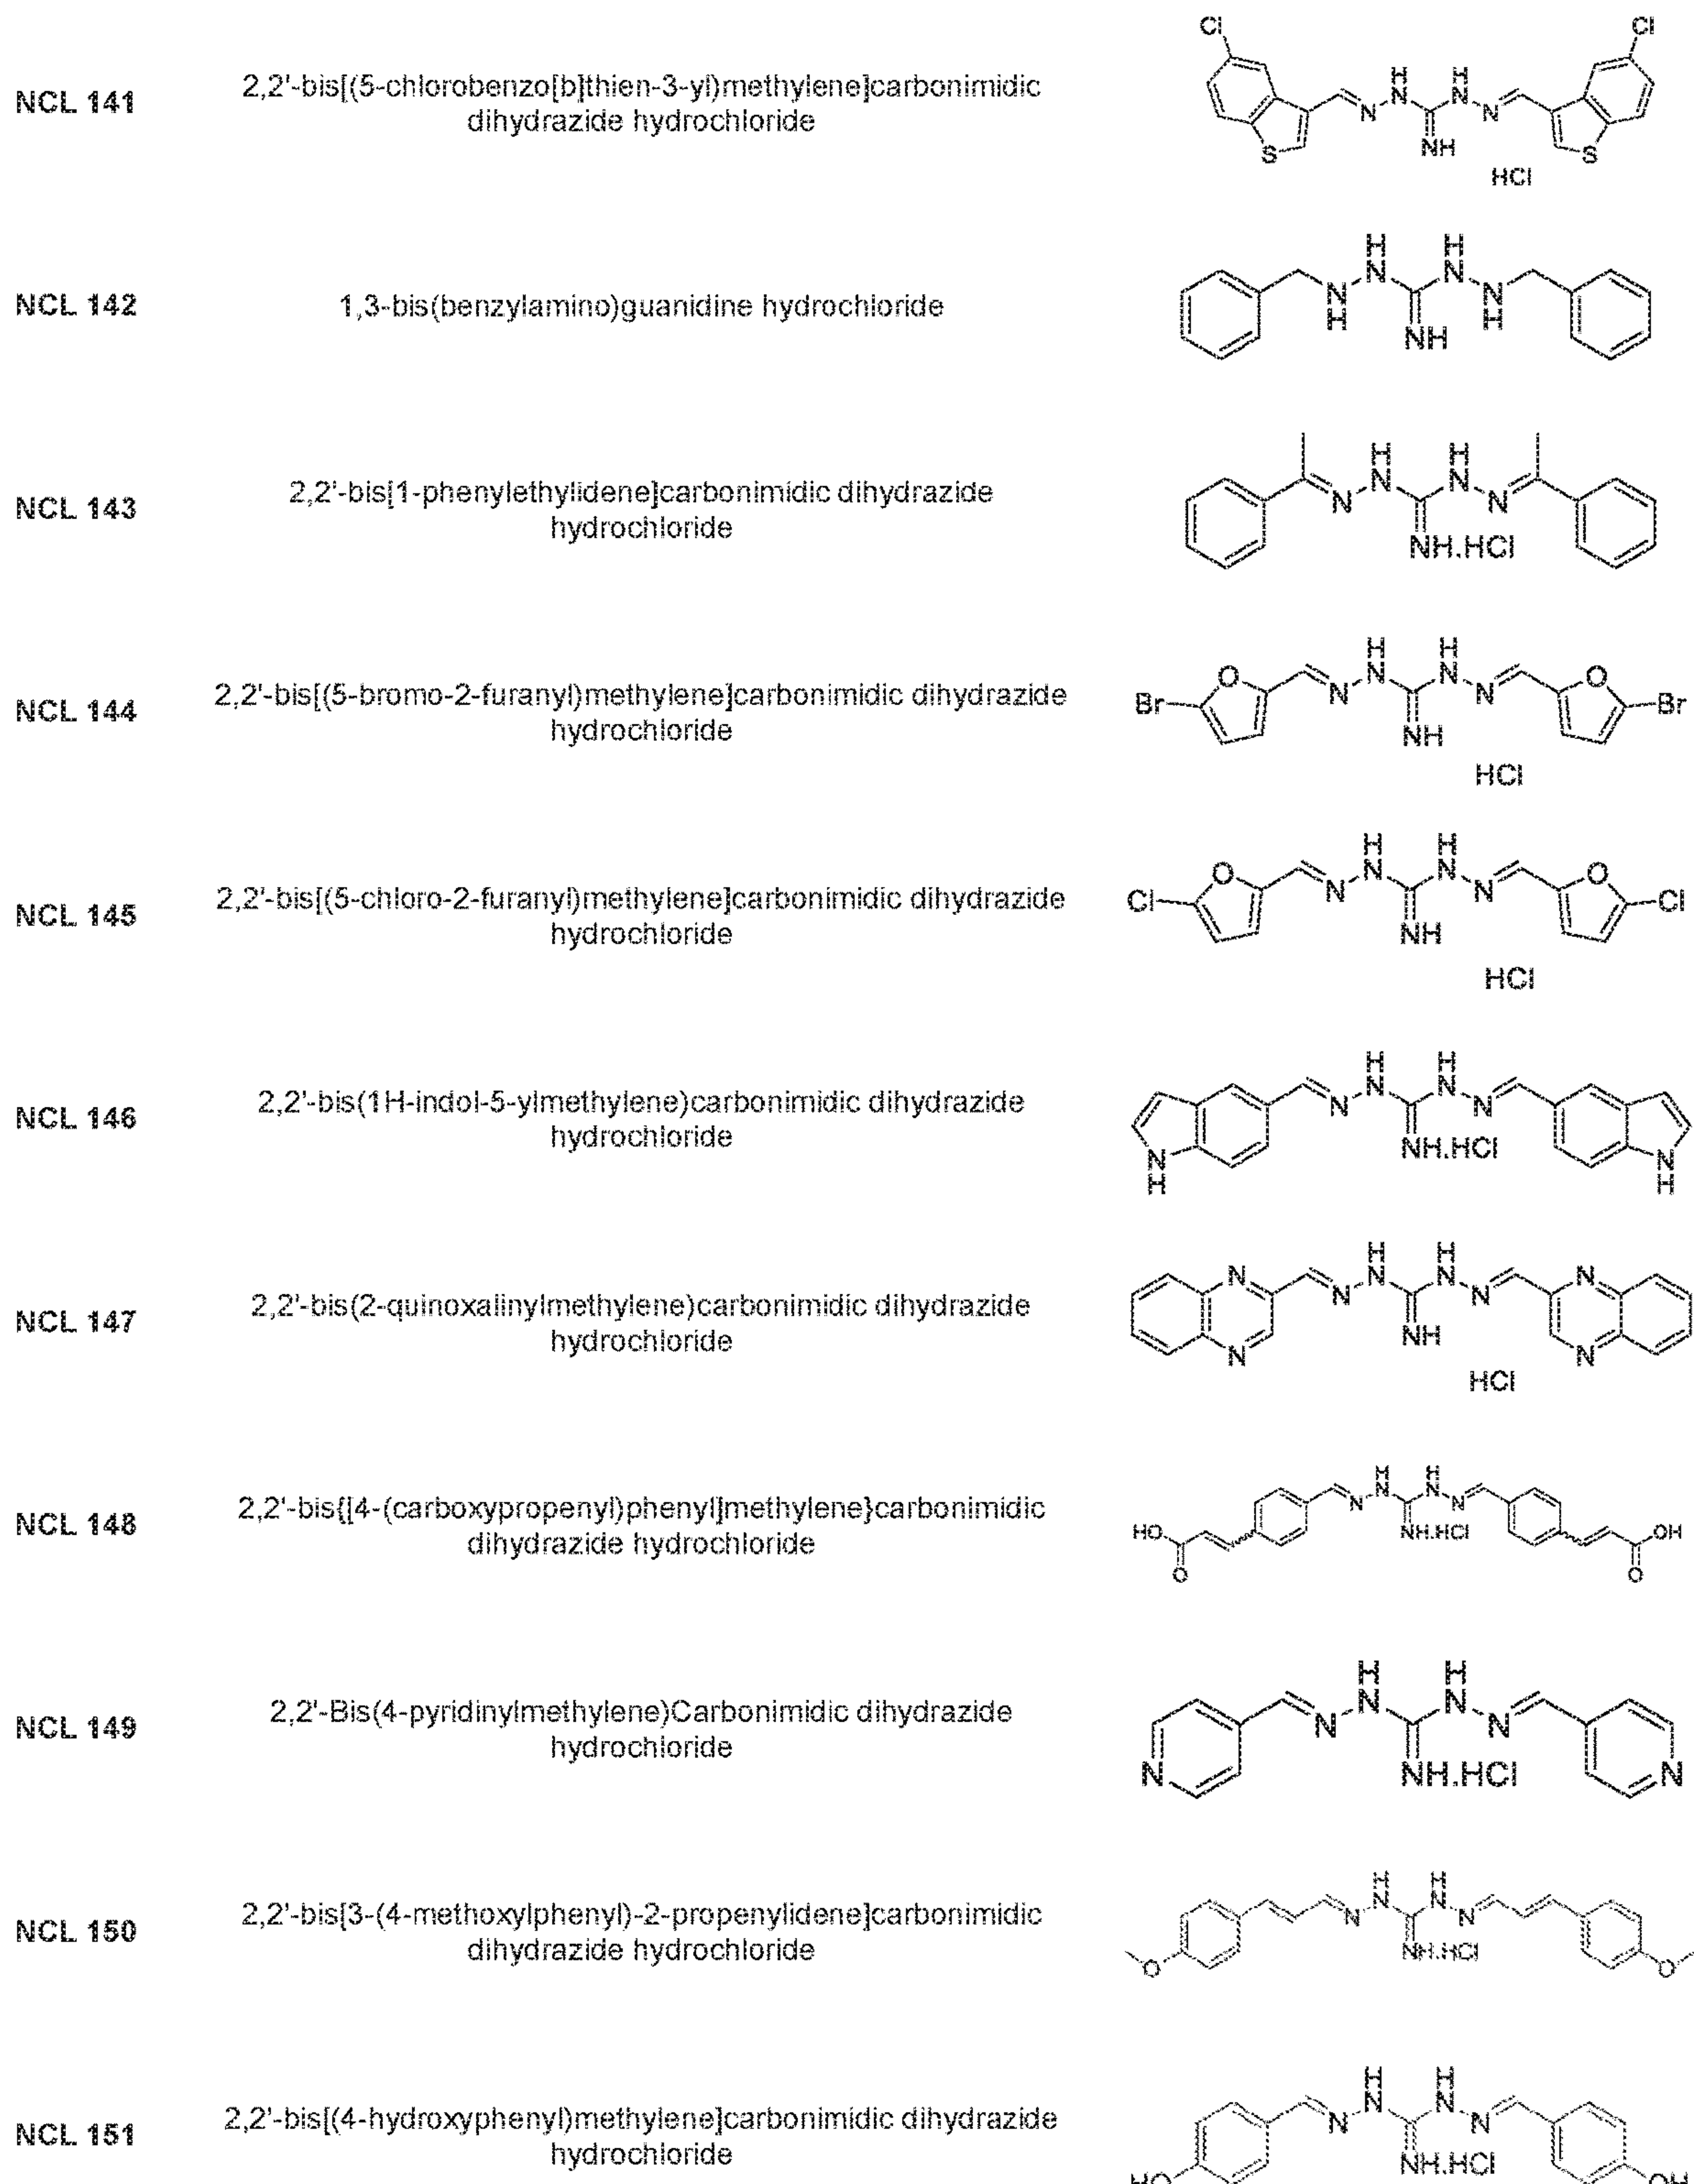 NCL 141
2,2'-bis[(5-chlorobenzo[b]thien-3-yl)methylene]carbonimidic
dihydrazide hydrochloride
Cl Cl
H H
N N
N N
NH
S S
HCl
NCL 142
1,3-bis(benzylamino)guanidine hydrochloride
H H
N N
N N
H H
NH
NCL 143
2,2'-bis[1-phenylethylidene]carbonimidic dihydrazide
hydrochloride
H H
N N
N N
NH.HCl
NCL 144
2,2'-bis[(5-bromo-2-furanyl)methylene]carbonimidic dihydrazide
hydrochloride
H H
O N N O
Br N N Br
NH
HCl
NCL 145
2,2'-bis[(5-chloro-2-furanyl)methylene]carbonimidic dihydrazide
hydrochloride
H H
O N N O
Cl N N Cl
NH
HCl
NCL 146
2,2'-bis(1H-indol-5-ylmethylene)carbonimidic dihydrazide
hydrochloride
H H
N N
N N
NH.HCl
N N
H H
NCL 147
2,2'-bis(2-quinoxalinylmethylene)carbonimidic dihydrazide
hydrochloride
H H
N N N N
N N
NH
N N
HCl
NCL 148
2,2'-bis{[4-(carboxypropenyl)phenyl]methylene}carbonimidic
dihydrazide hydrochloride
H H
N N
N N
HO NH.HCl OH
O O
NCL 149
2,2'-Bis(4-pyridinylmethylene)Carbonimidic dihydrazide
hydrochloride
H H
N N
N N
N NH.HCl N
NCL 150
2,2'-bis[3-(4-methoxylphenyl)-2-propenylidene]carbonimidic
dihydrazide hydrochloride
H H
N N
N N
NH.HCl
O O
NCL 151
2,2'-bis[(4-hydroxyphenyl)methylene]carbonimidic dihydrazide
hydrochloride
H H
N N
N N
NH.HCl
HO OH